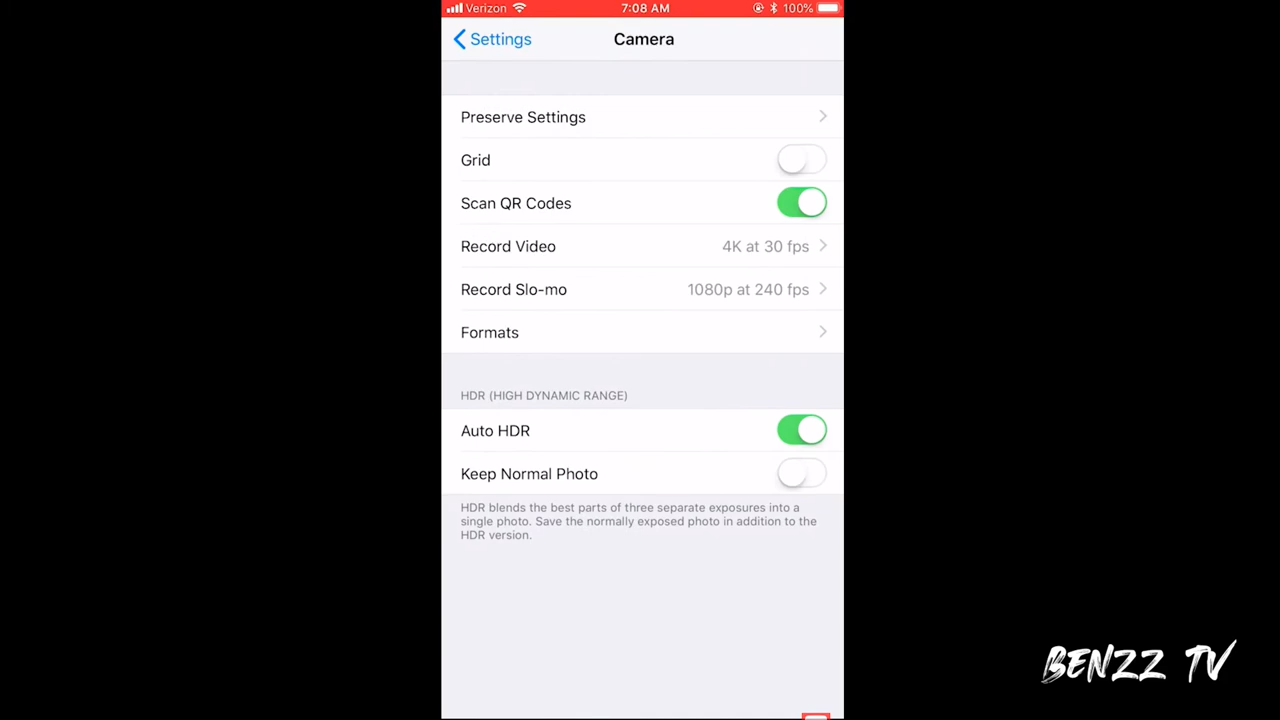 Verizon 7:08 AM 100%
Settings Camera
Preserve Settings
Grid
Scan QR Codes
Record Video 4K at 30 fps
Record Slo-mo 1080p at 240 fps
Formats
HDR (HIGH DYNAMIC RANGE)
Auto HDR
Keep Normal Photo
HDR blends the best parts of three separate exposures into a
single photo. Save the normally exposed photo in addition to the
HDR version.
BENZZ TV